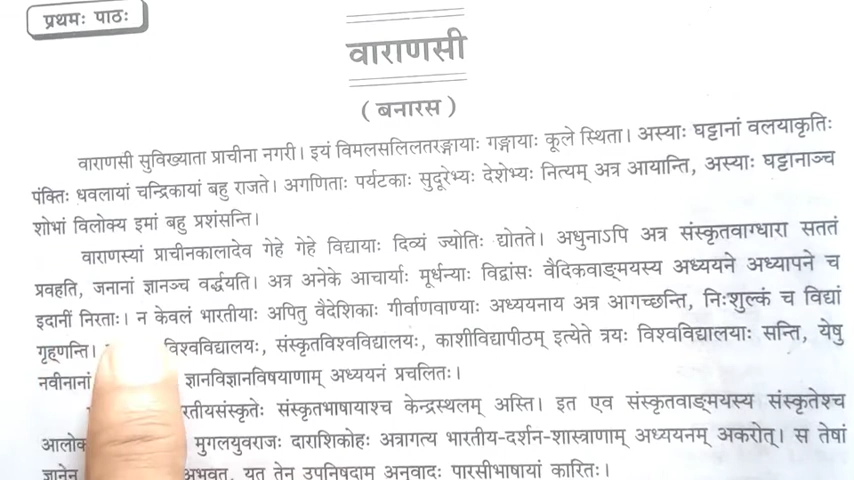 प्रथमः पाठः
वाराणसी
( बनारस )
वाराणसी सुविख्याता प्राचीना नगरी। इयं विमलसलिलतरङ्गायाः गङ्गायाः कूले स्थिता। अस्याः घट्टानां वलयाकृतिः
पंक्तिः धवलायां चन्द्रिकायां बहु राजते। अगणिताः पर्यटकाः सुदूरेभ्यः देशेभ्यः नित्यम् अत्र आयान्ति, अस्याः घट्टानाञ्च
शोभां विलोक्य इमां बहु प्रशंसन्ति।
वाराणस्यां प्राचीनकालादेव गेहे गेहे विद्यायाः दिव्यं ज्योतिः द्योतते। अधुनाऽपि अत्र संस्कृतवाग्धारा सततं
प्रवहति, जनानां ज्ञानञ्च वर्द्धयति। अत्र अनेके आचार्याः मूर्धन्याः विद्वांसः वैदिकवाङ्मयस्य अध्ययने अध्यापने च
इदानीं निरताः। न केवलं भारतीयाः अपितु वैदेशिकाः गीर्वाणवाण्याः अध्ययनाय अत्र आगच्छन्ति, निःशुल्कं च विद्यां
गृह्णन्ति। विश्वविद्यालयः, संस्कृतविश्वविद्यालयः, काशीविद्यापीठम् इत्येते त्रयः विश्वविद्यालयाः सन्ति, येषु
नवीनानां ज्ञानविज्ञानविषयाणाम् अध्ययनं प्रचलितः।
रतीयसंस्कृतेः संस्कृतभाषायाश्च केन्द्रस्थलम् अस्ति। इत एव संस्कृतवाङ्मयस्य संस्कृतेश्च
आलोक मुगलयुवराजः दाराशिकोहः अत्रागत्य भारतीय-दर्शन-शास्त्राणाम् अध्ययनम् अकरोत्। स तेषां
ज्ञानेन अभवत्, यत् तेन उपनिषदाम् अनुवादः पारसीभाषायां कारितः।